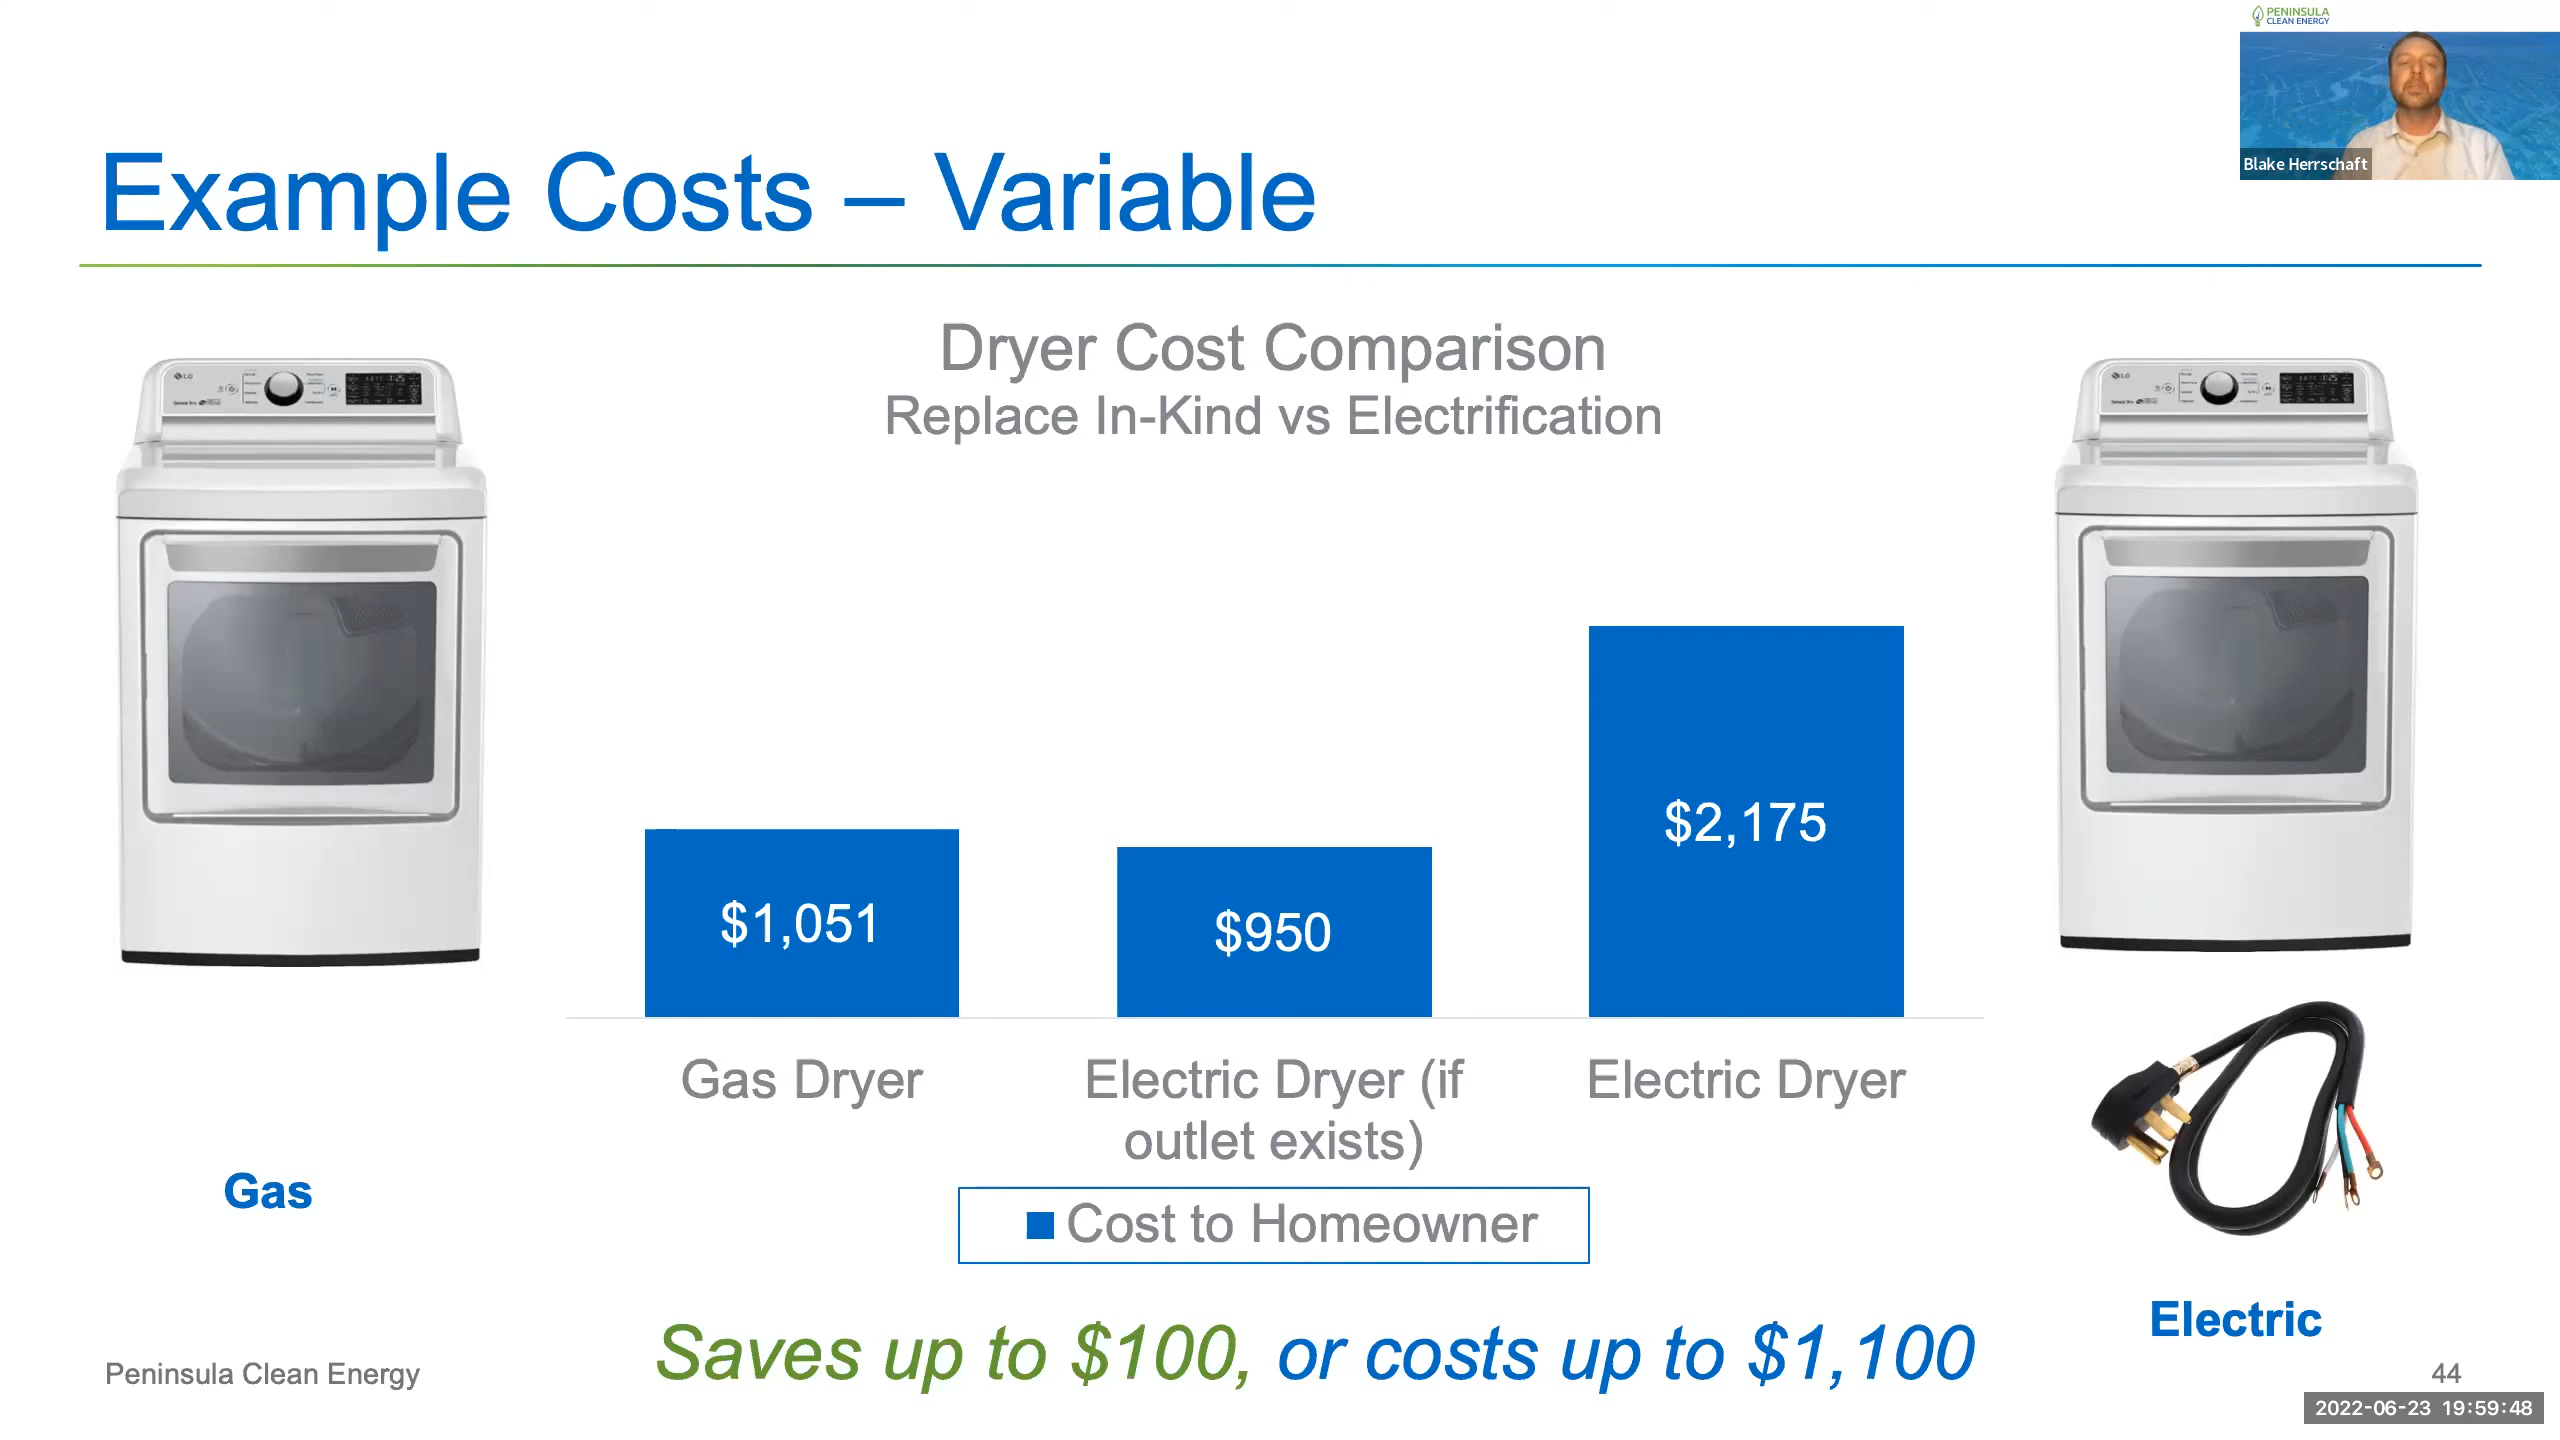 PENINSULA
CLEAN ENERGY
Blake Herrschaft
Example Costs – Variable
Dryer Cost Comparison
Replace In-Kind vs Electrification
LG
LG
$1,051
$950
$2,175
Gas Dryer
Electric Dryer (if
outlet exists)
Electric Dryer
Cost to Homeowner
Gas
Electric
Saves up to $100, or costs up to $1,100
Peninsula Clean Energy
44
2022-06-23 19:59:48